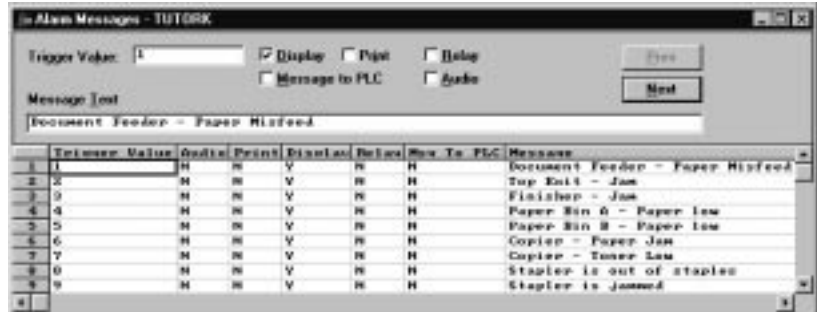 Alarm Messages - TUTORK
Trigger Value: 1
Display Print Relay
Message to PLC Audio
Prev
Next
Message Text
Document Feeder - Paper Misfeed
Trigger Value Audio Print Display Relay Msg To PLC Message
1 1 N N Y N N Document Feeder - Paper Misfeed
2 2 N N Y N N Top Exit - Jam
3 3 N N Y N N Finisher - Jam
4 4 N N Y N N Paper Bin A - Paper low
5 5 N N Y N N Paper Bin B - Paper low
6 6 N N Y N N Copier - Paper Jam
7 7 N N Y N N Copier - Toner Low
8 8 N N Y N N Stapler is out of staples
9 9 N N Y N N Stapler is jammed